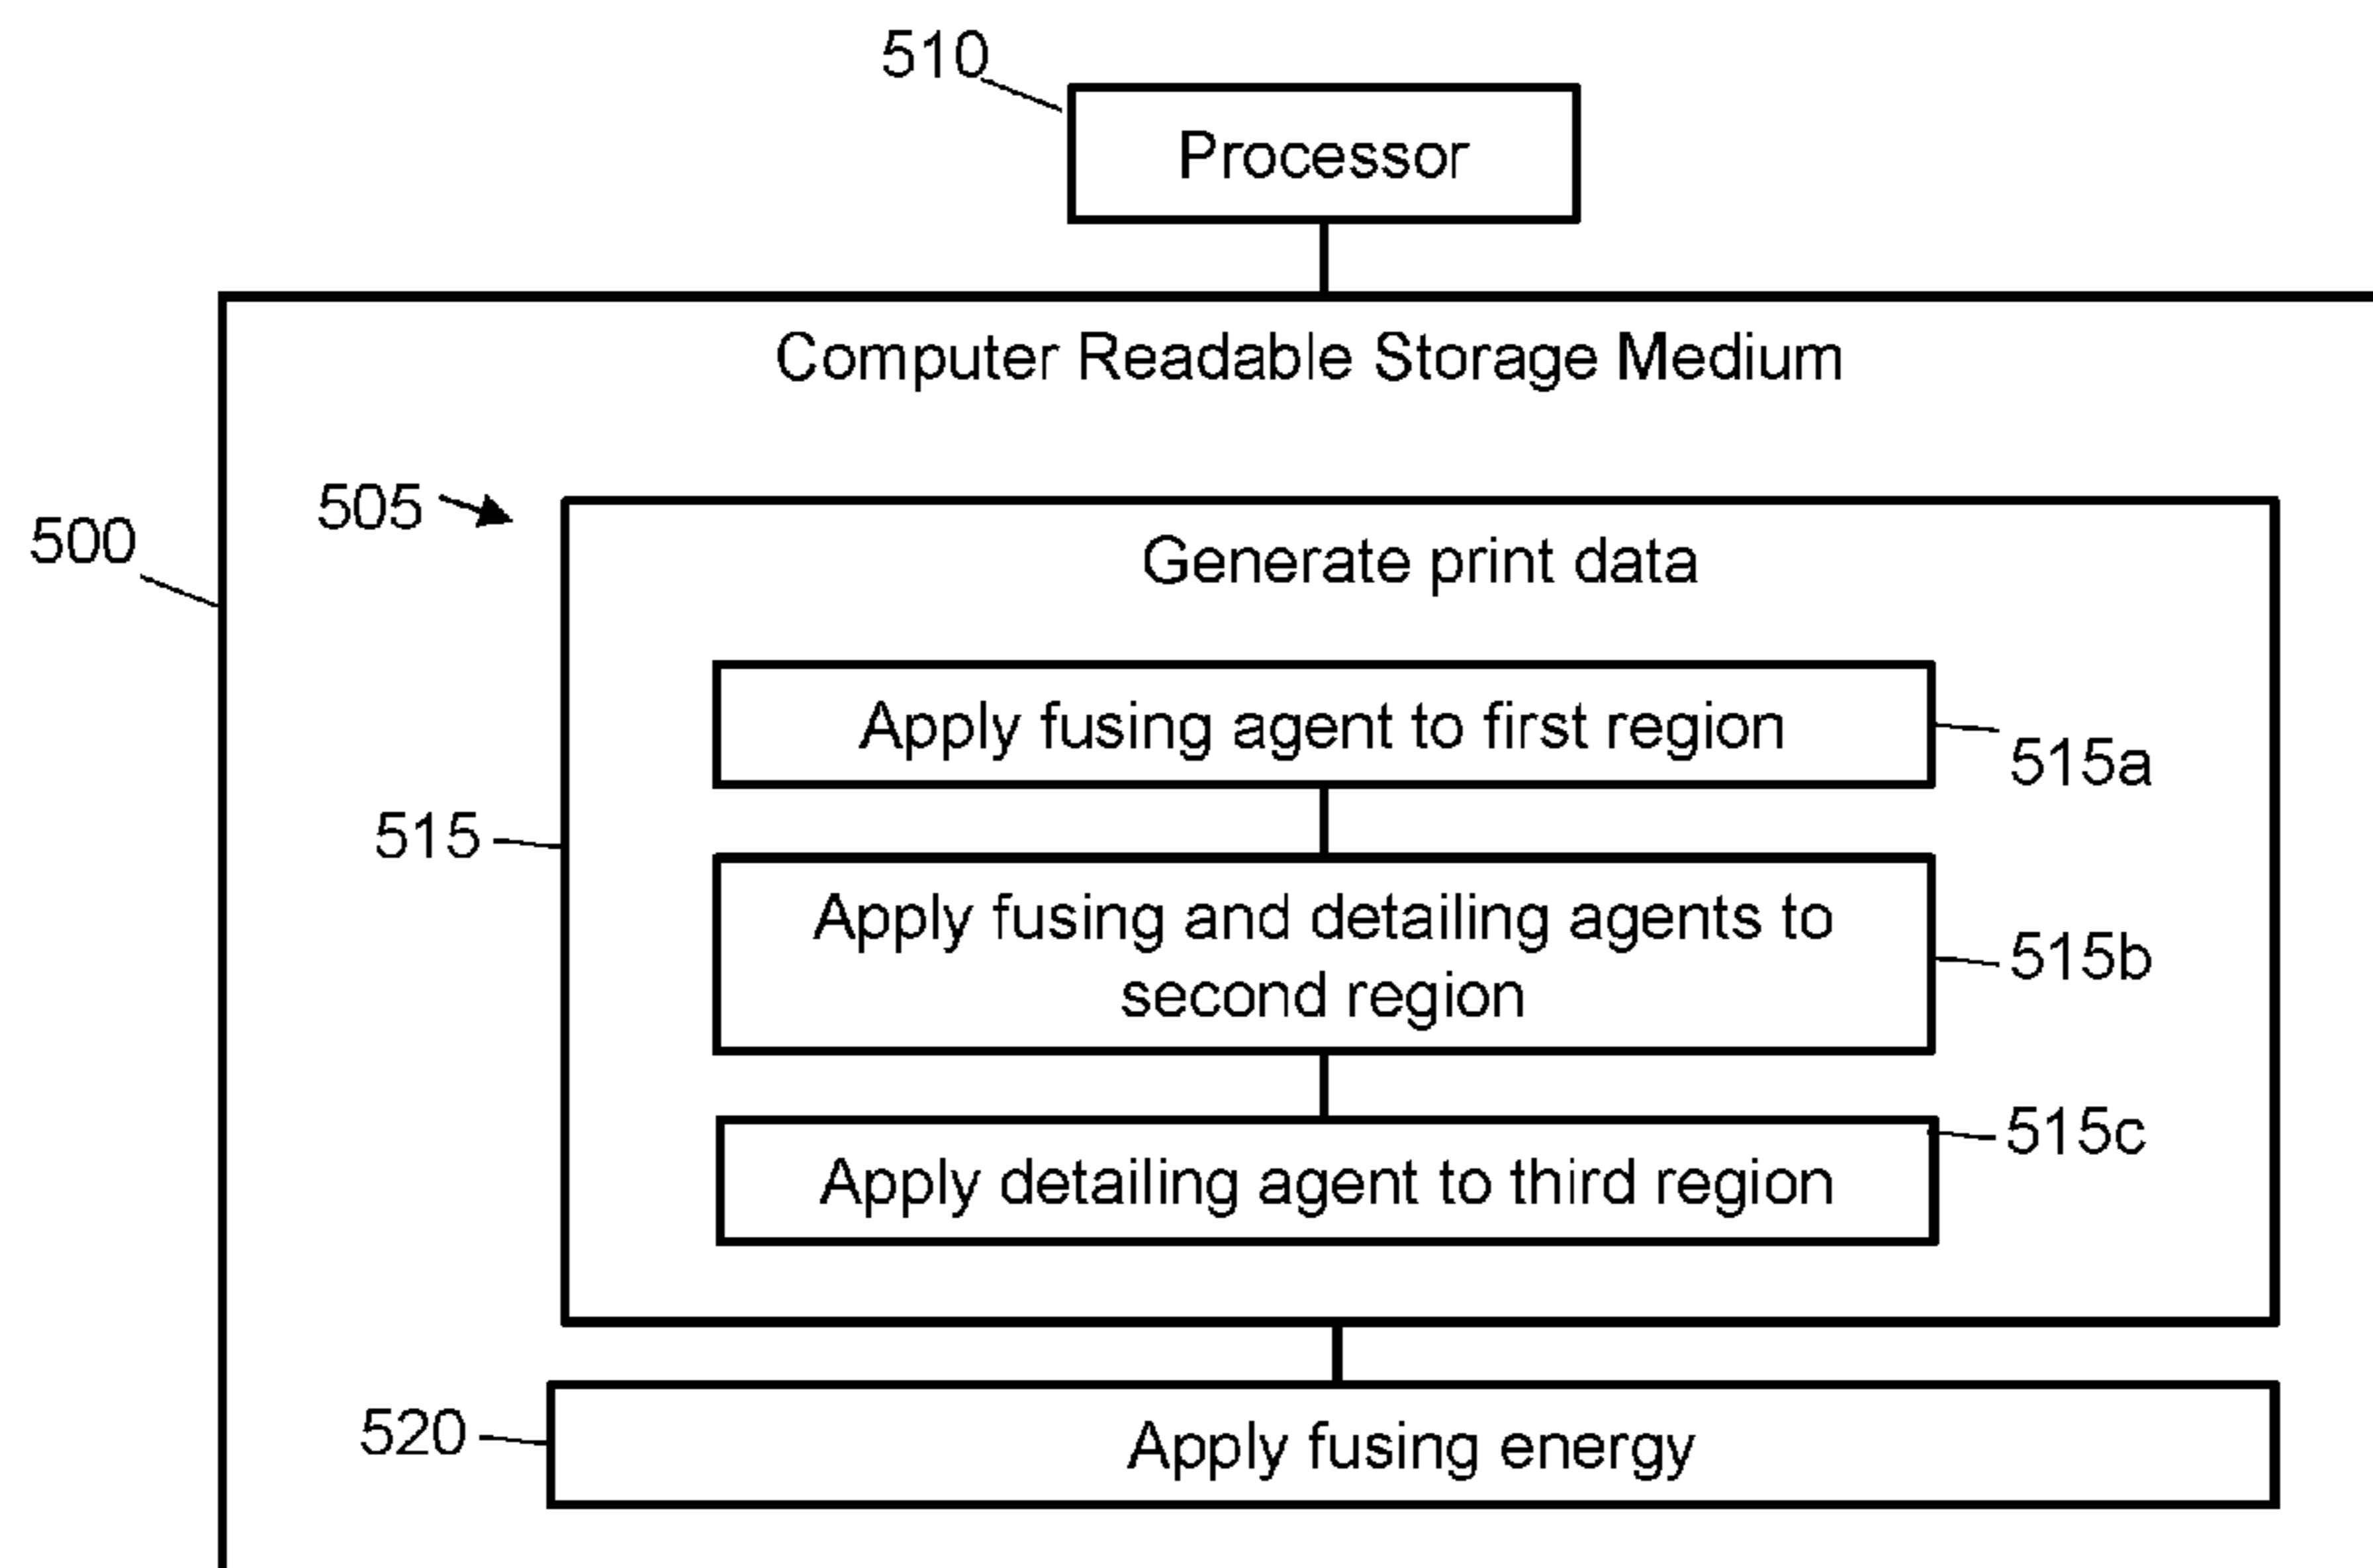 510
Processor
Computer Readable Storage Medium
505
500
Generate print data
Apply fusing agent to first region
515a
515
Apply fusing and detailing agents to
second region
515b
515c
Apply detailing agent to third region
520
Apply fusing energy